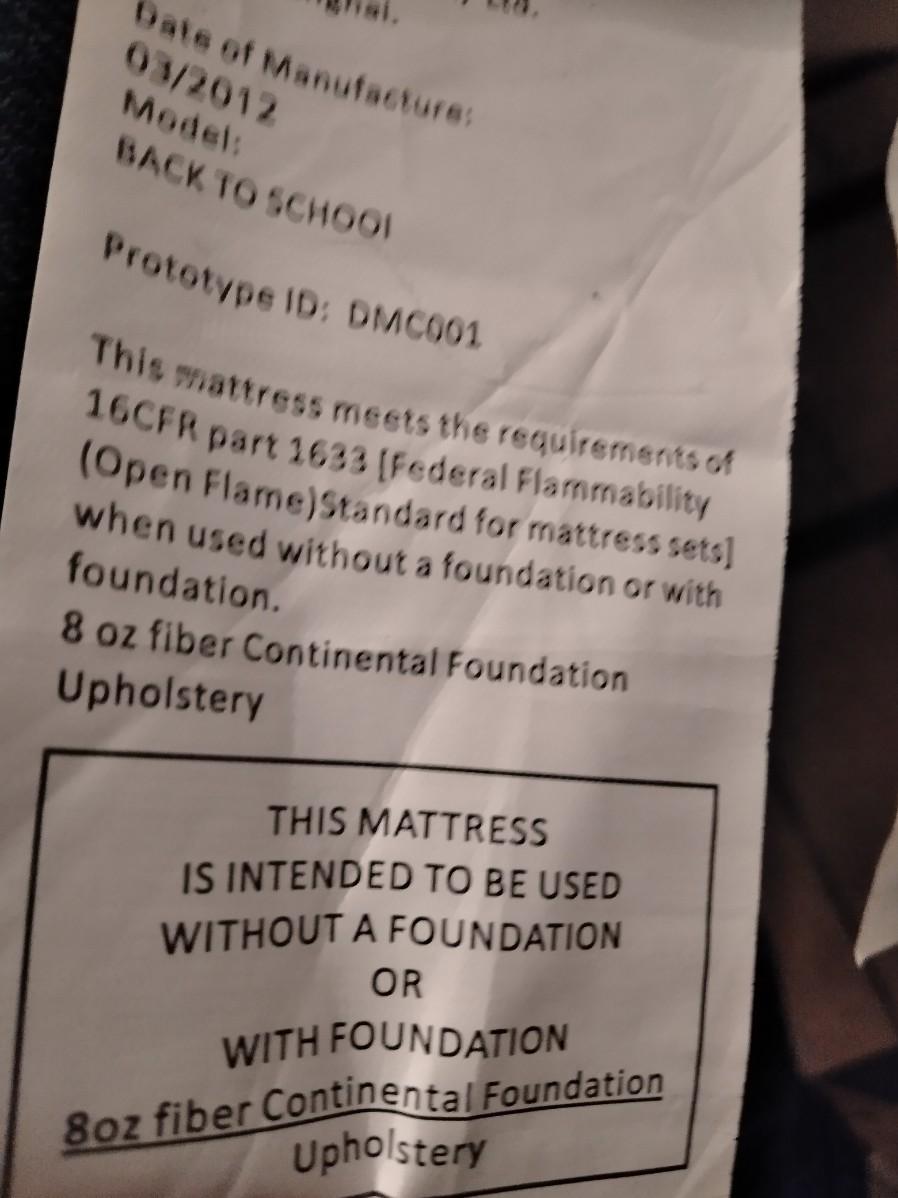 Ltd.
Date of Manufacture:
03/2012
Model:
BACK TO SCHOOl
Prototype ID: DMC001
This mattress meets the requirements of
16CFR part 1633 [Federal Flammability
(Open Flame)Standard for mattress sets]
when used without a foundation or with
foundation.
8 oz fiber Continental Foundation
Upholstery
THIS MATTRESS
IS INTENDED TO BE USED
WITHOUT A FOUNDATION
OR
WITH FOUNDATION
8oz fiber Continental Foundation
Upholstery